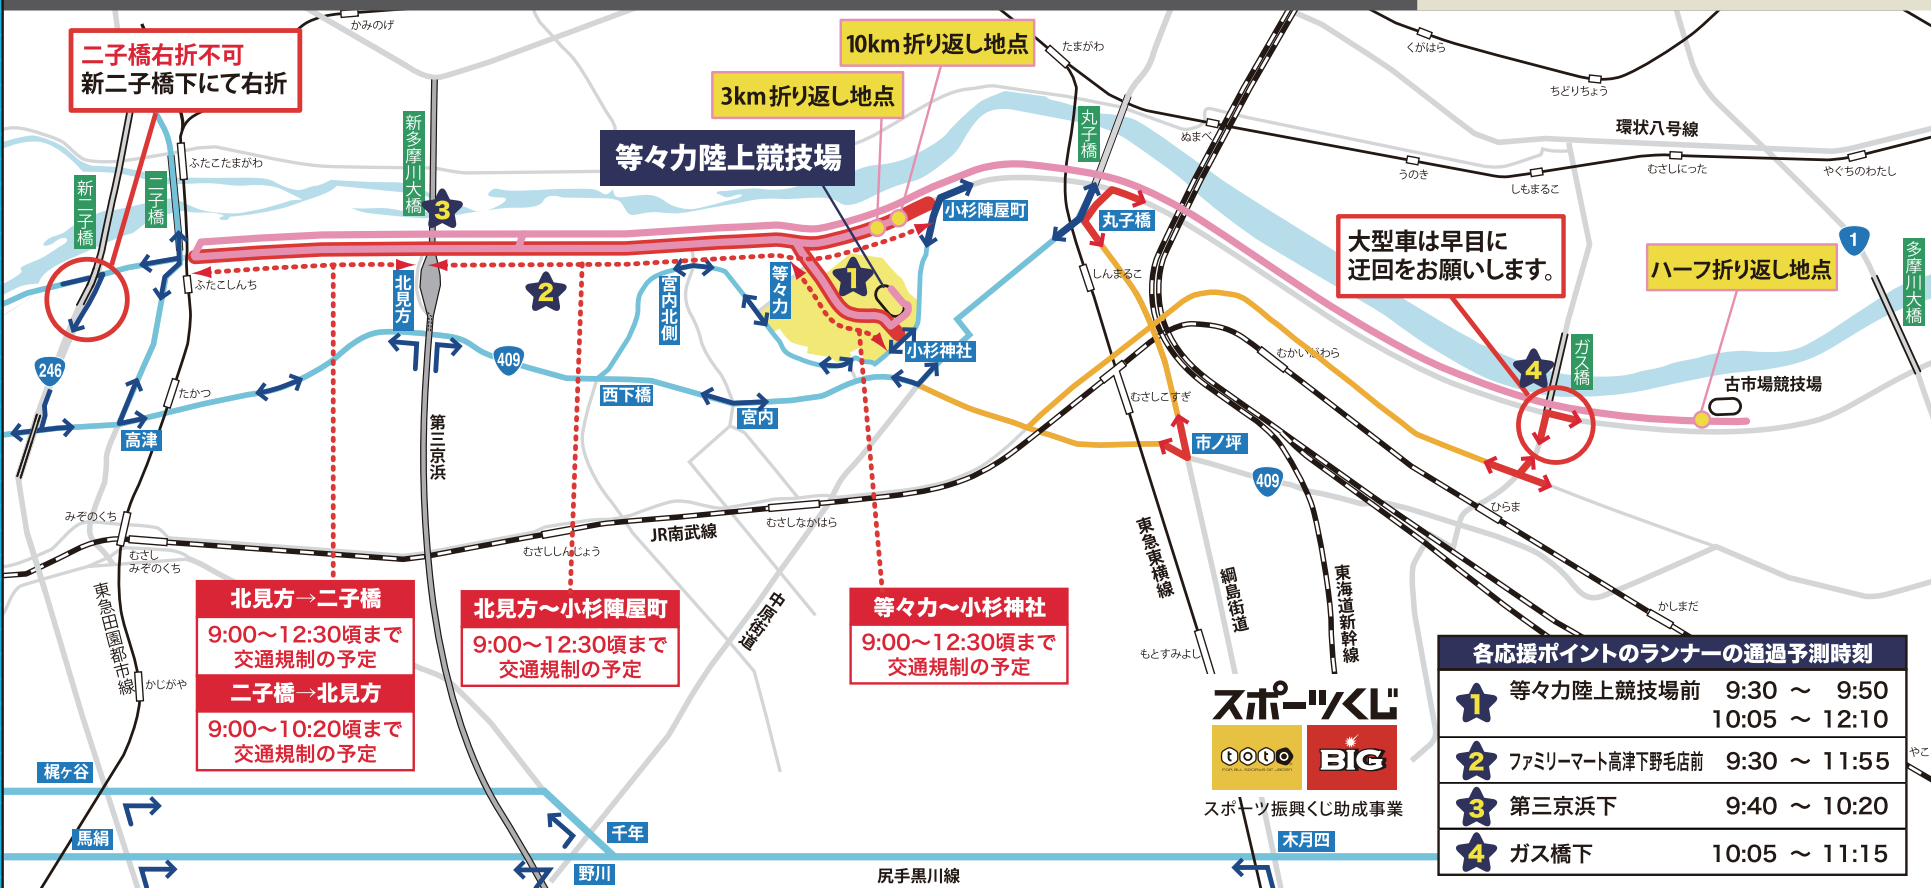 かみのげ
二子橋右折不可
新二子橋下にて右折
10km折り返し地点
3km折り返し地点
たまがわ
くがはら
ちどりちょう
環状八号線
新多摩川大橋
丸子橋
ぬまべ
等々力陸上競技場
うのき
むさしにった
やぐちのわたし
しもまるこ
ふたこたまがわ
新二子橋
二子橋
3
小杉陣屋町
丸子橋
大型車は早目に
迂回をお願いします。
ハーフ折り返し地点
1
多摩川大橋
ふたこしんち
北見方
2
宮内北側
等々力
1
しんまるこ
小杉神社
むかいがわら
4
ガス橋
古市場競技場
246
409
たかつ
西下橋
宮内
むさしこすぎ
高津
第三京浜
市ノ坪
409
ひらま
みぞのくち
むさし
みぞのくち
むさししんじょう
JR南武線
むさしなかはら
東急東横線
綱島街道
東海道新幹線
かしまだ
東急田園都市線
中原街道
もとすみよし
かじがや
北見方→二子橋
9:00〜12:30頃まで
交通規制の予定
二子橋→北見方
9:00〜10:20頃まで
交通規制の予定
北見方〜小杉陣屋町
9:00〜12:30頃まで
交通規制の予定
等々力〜小杉神社
9:00〜12:30頃まで
交通規制の予定
各応援ポイントのランナーの通過予測時刻
1 等々力陸上競技場前 9:30 〜 9:50
10:05 〜 12:10
2 ファミリーマート高津下野毛店前 9:30 〜 11:55
3 第三京浜下 9:40 〜 10:20
4 ガス橋下 10:05 〜 11:15
やこ
スポーツくじ
toto
FOR ALL SPORTS OF JAPAN
BIG
スポーツ振興くじ助成事業
梶ヶ谷
馬絹
千年
野川
木月四
尻手黒川線